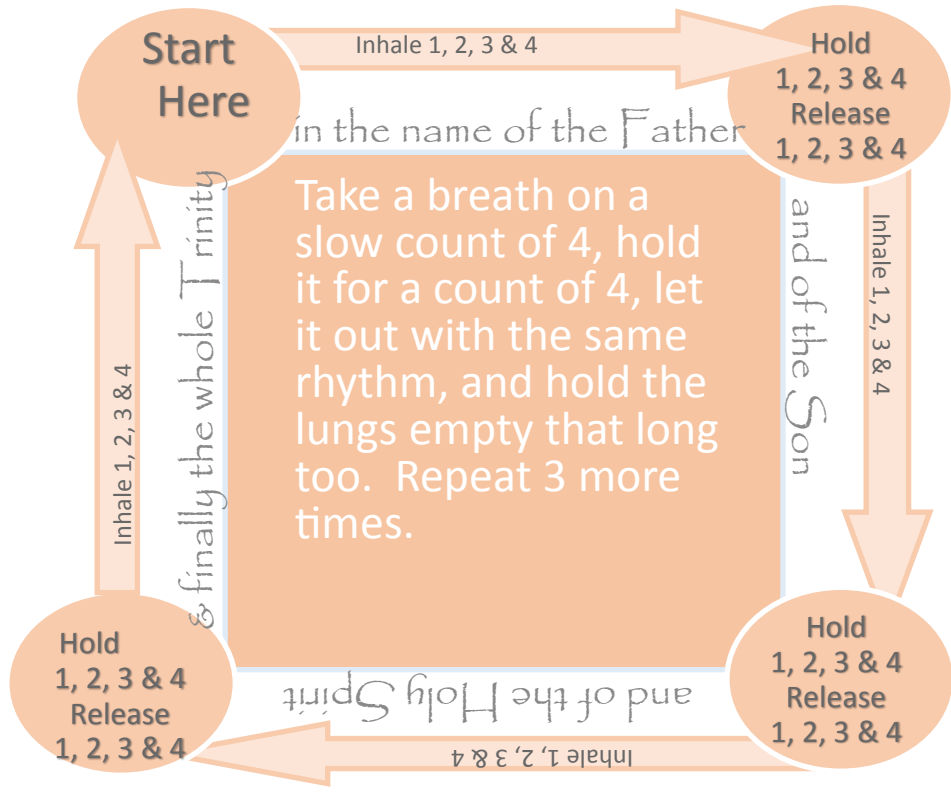 Start
Here
Inhale 1, 2, 3 & 4
Hold
1, 2, 3 & 4
Release
1, 2, 3 & 4
in the name of the Father
Take a breath on a
slow count of 4, hold
it for a count of 4, let
it out with the same
rhythm, and hold the
lungs empty that long
too. Repeat 3 more
times.
and of the Son
Inhale 1, 2, 3 & 4
Hold
1, 2, 3 & 4
Release
1, 2, 3 & 4
and of the Holy Spirit
Inhale 1, 2, 3 & 4
Hold
1, 2, 3 & 4
Release
1, 2, 3 & 4
& finally the whole Trinity
Inhale 1, 2, 3 & 4